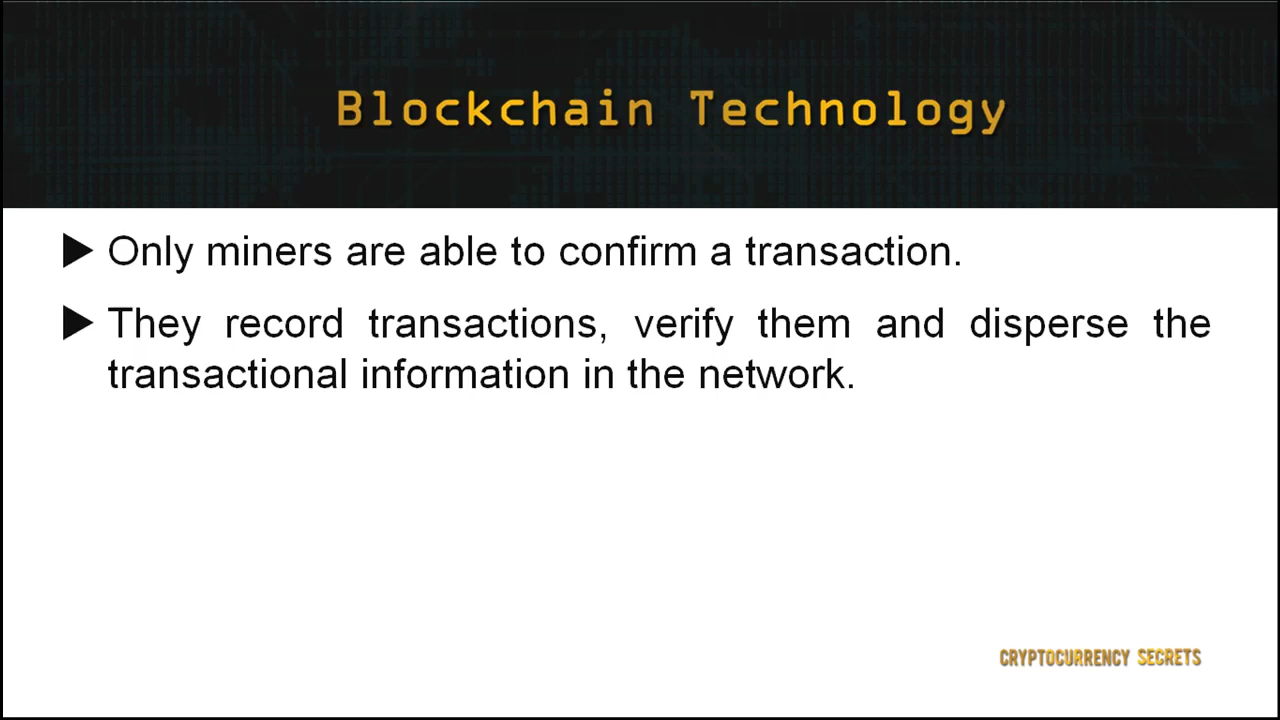 Blockchain Technology
Only miners are able to confirm a transaction.
They record transactions, verify them and disperse the
transactional information in the network.
CRYPTOCURRENCY SECRETS